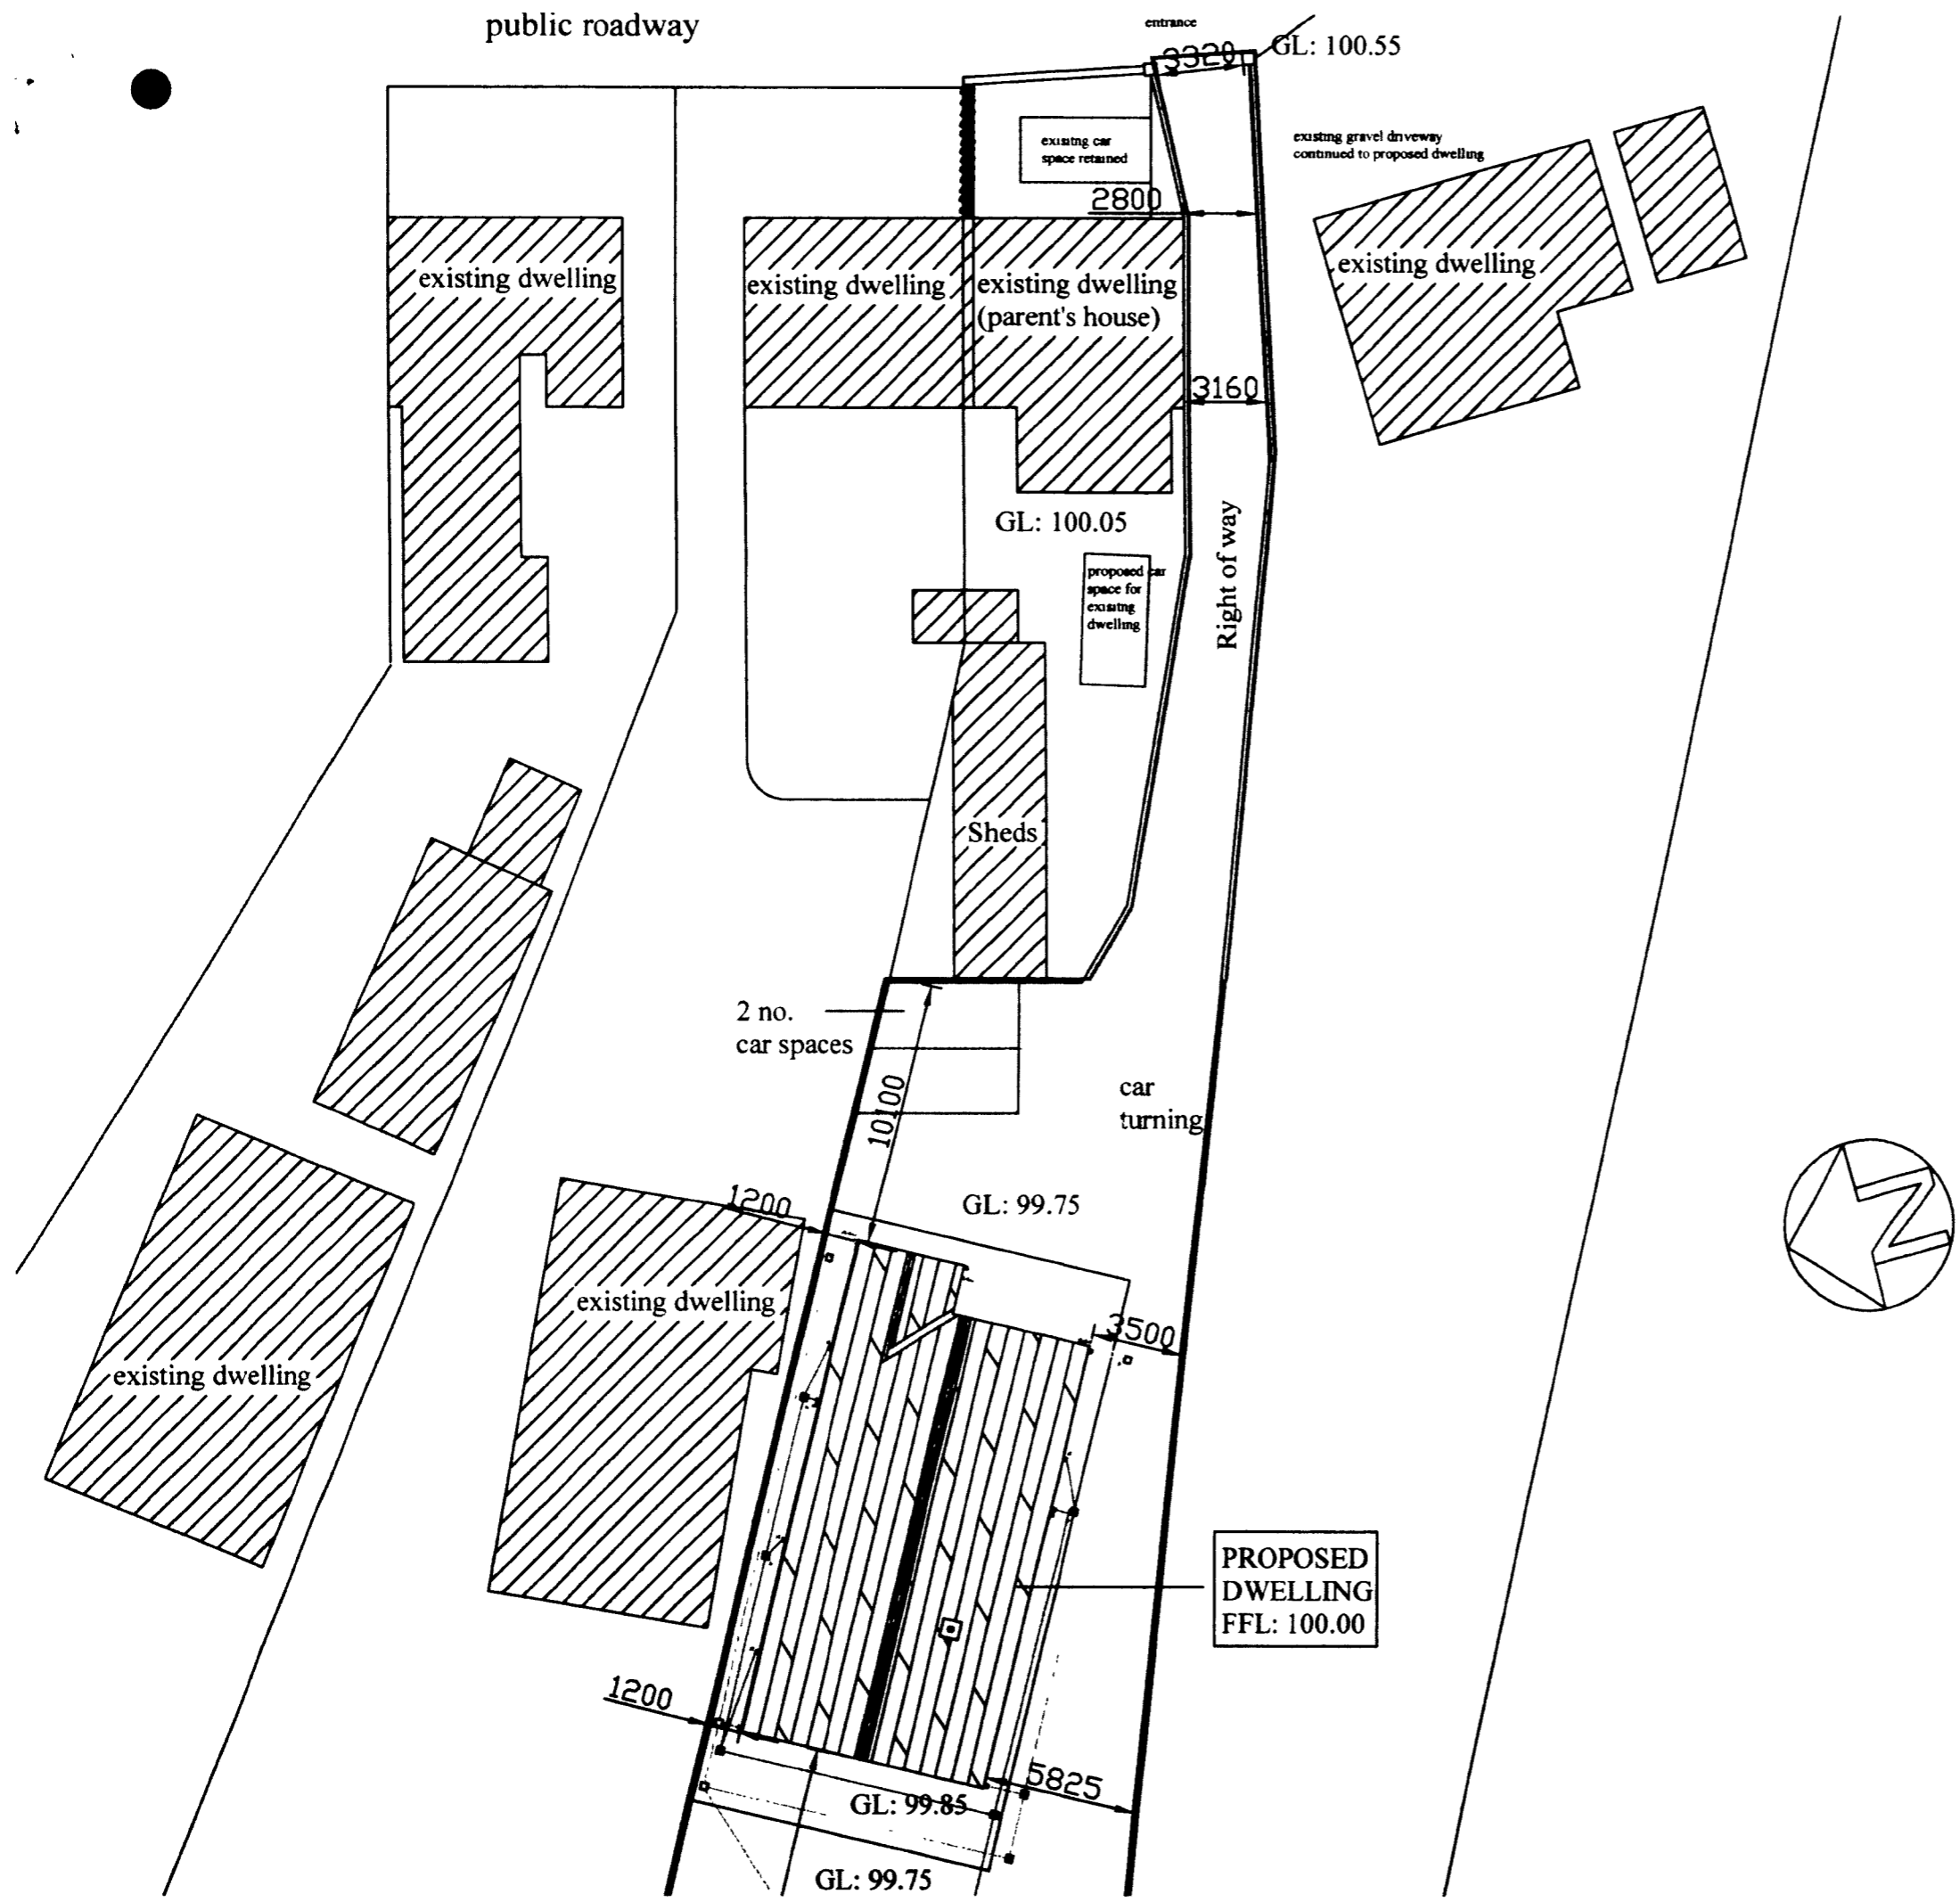 public roadway
entrance
3320
GL: 100.55
exisitng car
space retained
existing gravel driveway
continued to proposed dwelling
2800
existing dwelling
existing dwelling
existing dwelling
(parent's house)
existing dwelling
3160
GL: 100.05
Right of way
proposed car
space for
exisitng
dwelling
Sheds
2 no.
car spaces
10100
car
turning
1200
GL: 99.75
N
existing dwelling
3500
existing dwelling
PROPOSED
DWELLING
FFL: 100.00
1200
5825
GL: 99.85
GL: 99.75